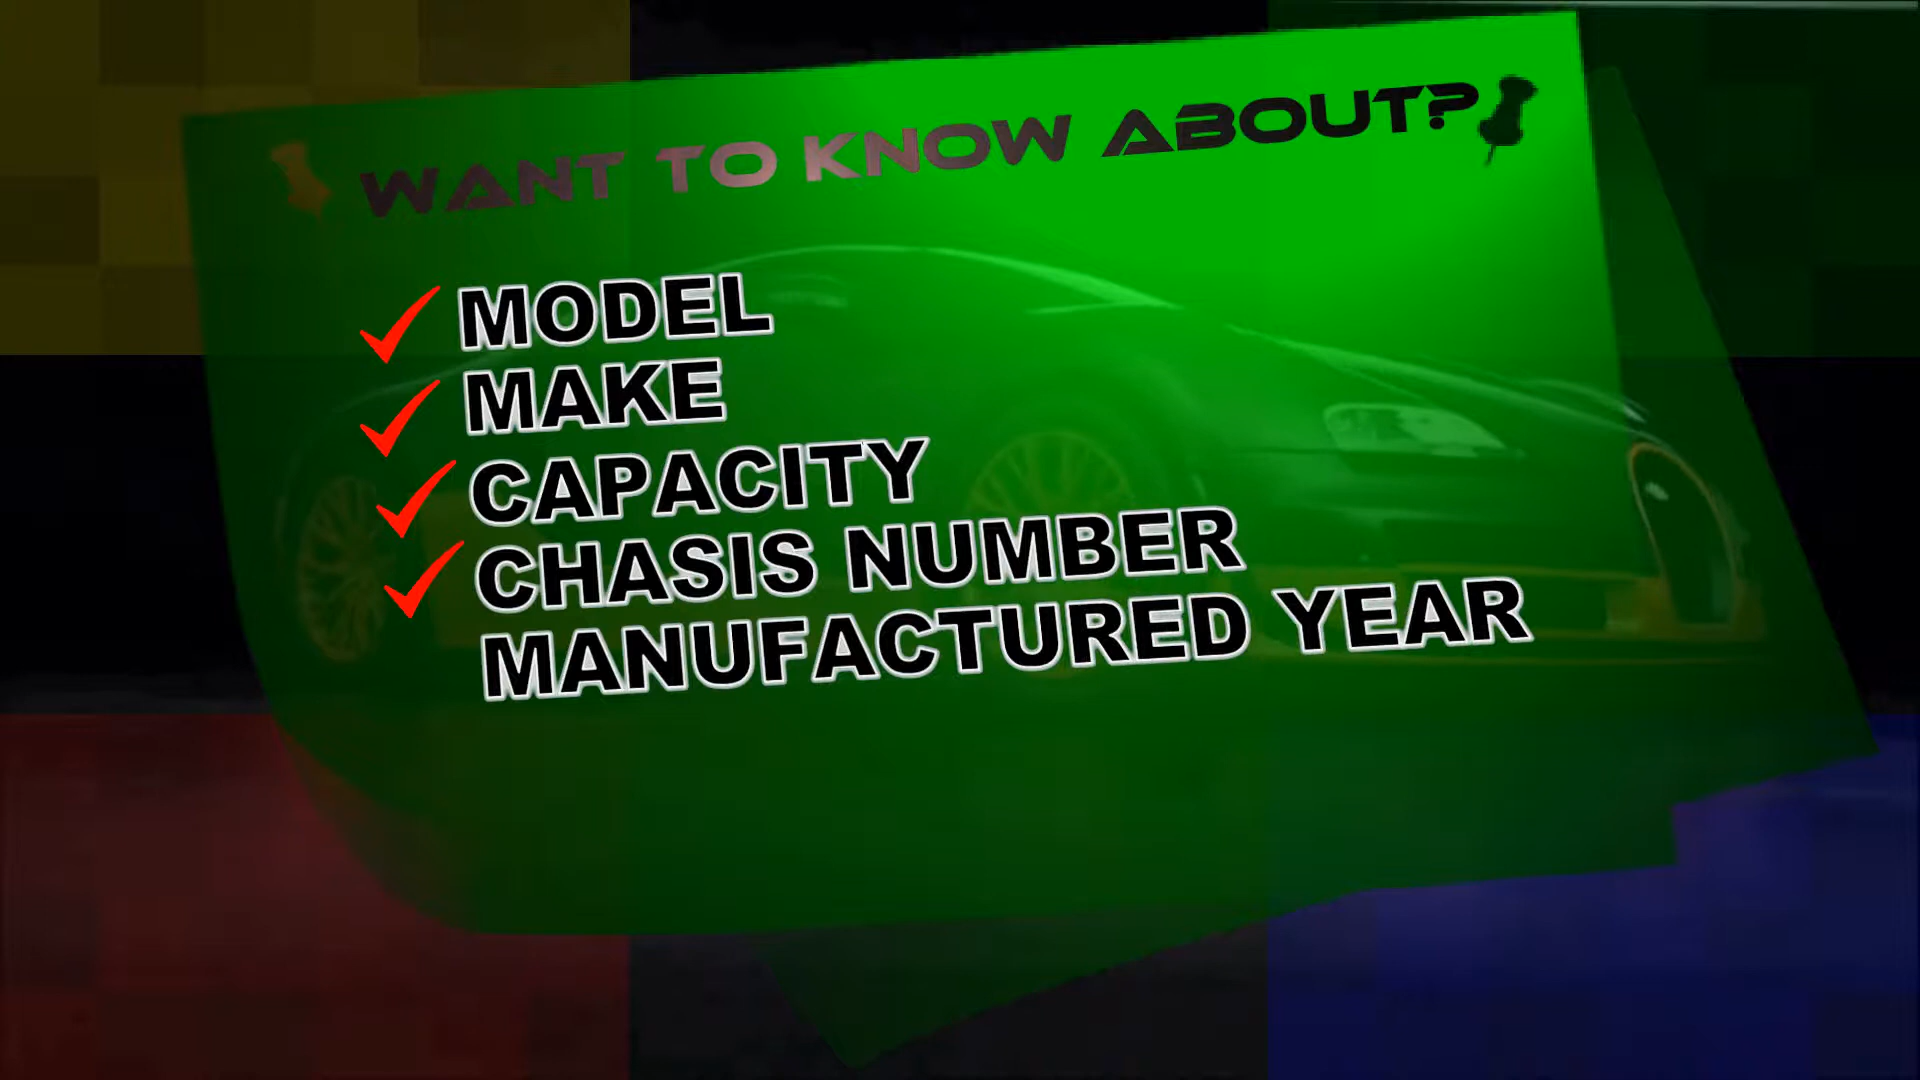 WANT TO KNOW ABOUT?
MODEL
MAKE
CAPACITY
CHASIS NUMBER
MANUFACTURED YEAR